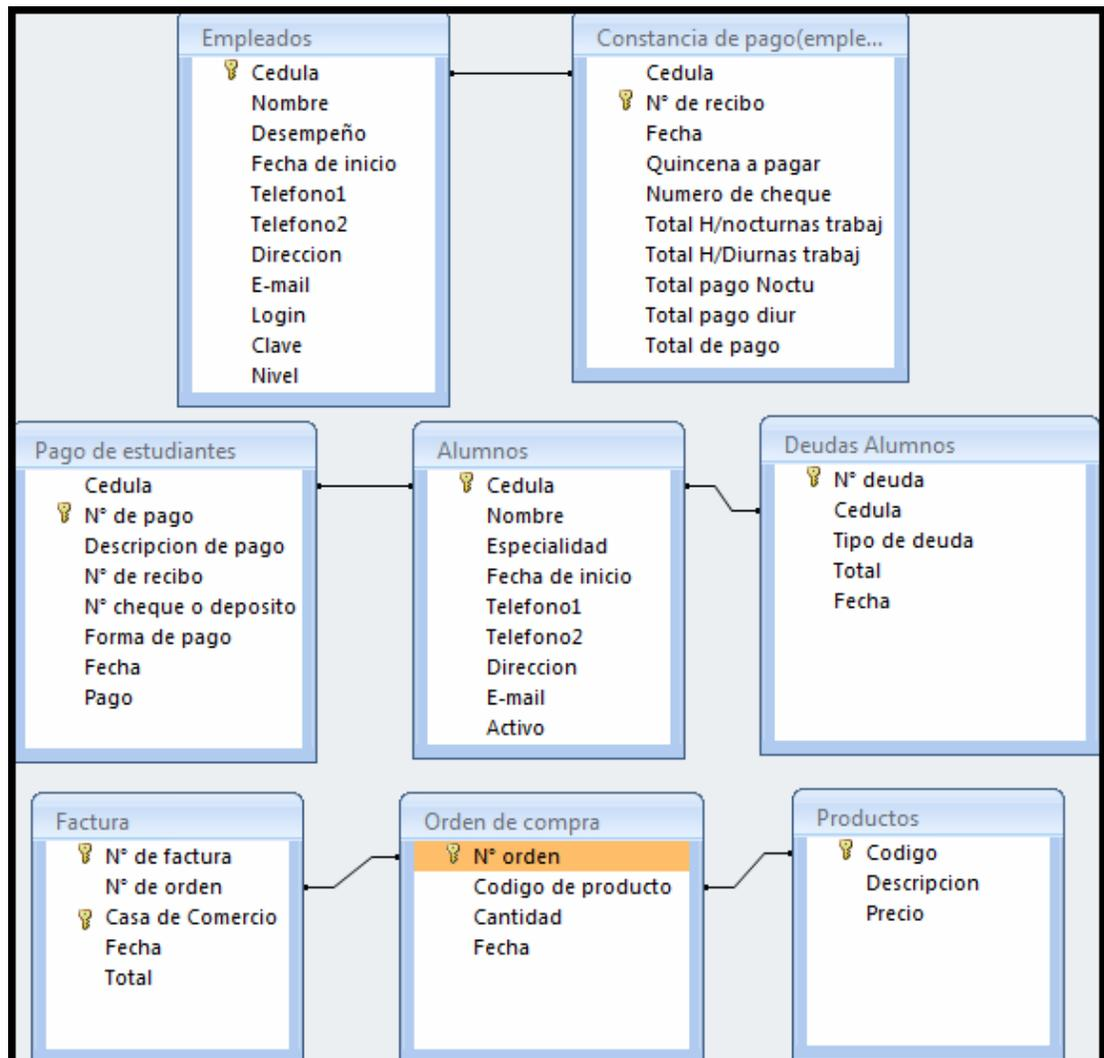 Empleados
Cedula
Nombre
Desempeño
Fecha de inicio
Telefono1
Telefono2
Direccion
E-mail
Login
Clave
Nivel
Constancia de pago(emple...
Cedula
N° de recibo
Fecha
Quincena a pagar
Numero de cheque
Total H/nocturnas trabaj
Total H/Diurnas trabaj
Total pago Noctu
Total pago diur
Total de pago
Pago de estudiantes
Cedula
N° de pago
Descripcion de pago
N° de recibo
N° cheque o deposito
Forma de pago
Fecha
Pago
Alumnos
Cedula
Nombre
Especialidad
Fecha de inicio
Telefono1
Telefono2
Direccion
E-mail
Activo
Deudas Alumnos
N° deuda
Cedula
Tipo de deuda
Total
Fecha
Factura
N° de factura
N° de orden
Casa de Comercio
Fecha
Total
Orden de compra
N° orden
Codigo de producto
Cantidad
Fecha
Productos
Codigo
Descripcion
Precio